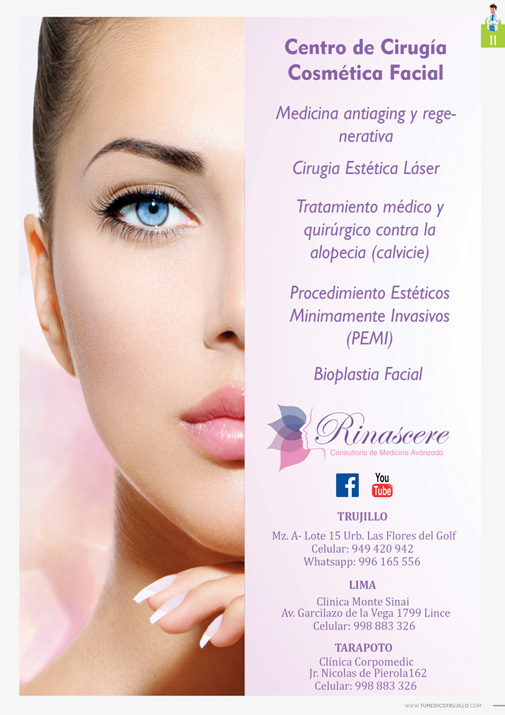 11
Centro de Cirugía
Cosmética Facial
Medicina antiaging y rege-
nerativa
Cirugia Estética Láser
Tratamiento médico y
quirúrgico contra la
alopecia (calvicie)
Procedimiento Estéticos
Minimamente Invasivos
(PEMI)
Bioplastia Facial
Rinascere
Consultorio de Medicina Avanzada
f
You
Tube
TRUJILLO
Mz. A- Lote 15 Urb. Las Flores del Golf
Celular: 949 420 942
Whatsapp: 996 165 556
LIMA
Clinica Monte Sinai
Av. Garcilazo de la Vega 1799 Lince
Celular: 998 883 326
TARAPOTO
Clínica Corpomedic
Jr. Nicolas de Pierola162
Celular: 998 883 326
WWW.TUMEDICOTRUJILLO.COM